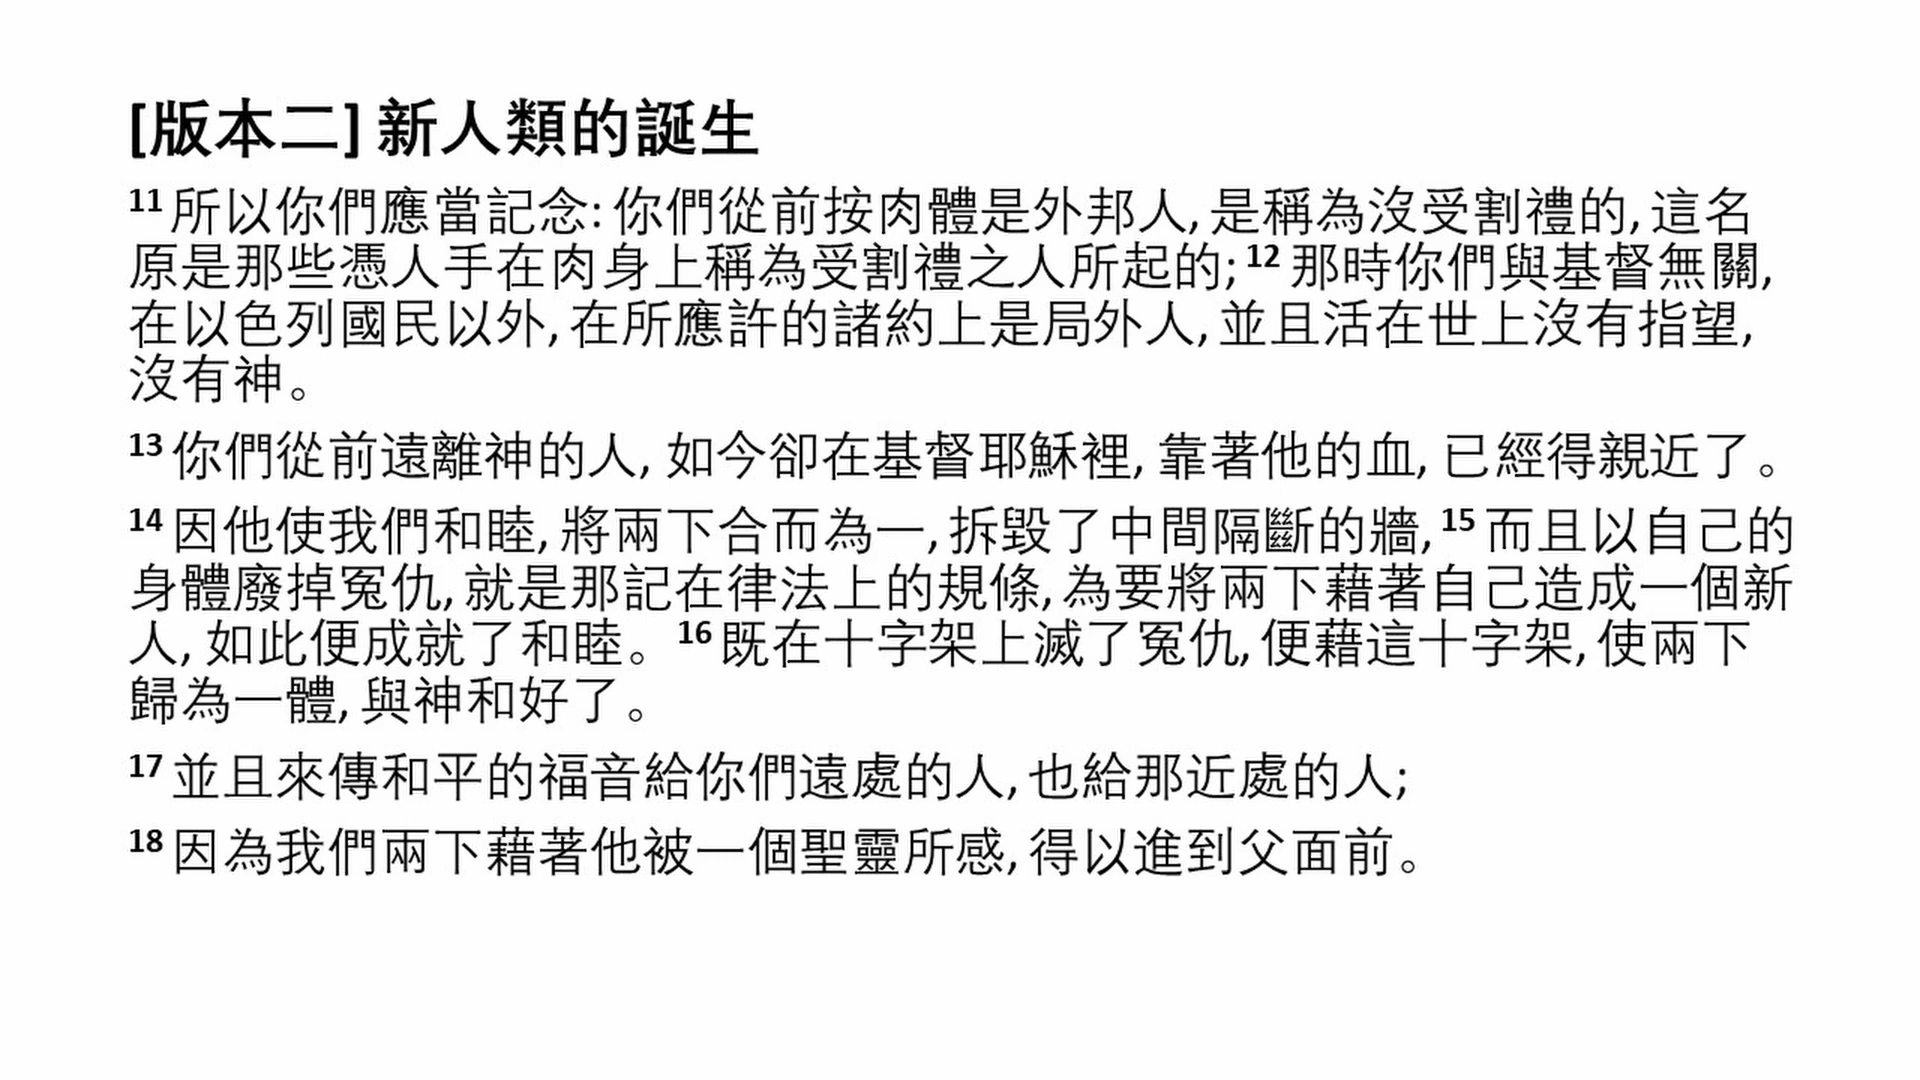 [版本二] 新人類的誕生
11 所以你們應當記念: 你們從前按肉體是外邦人, 是稱為沒受割禮的, 這名
原是那些憑人手在肉身上稱為受割禮之人所起的; 12 那時你們與基督無關,
在以色列國民以外, 在所應許的諸約上是局外人, 並且活在世上沒有指望,
沒有神。
13 你們從前遠離神的人, 如今卻在基督耶穌裡, 靠著他的血, 已經得親近了。
14 因他使我們和睦, 將兩下合而為一, 拆毀了中間隔斷的牆, 15 而且以自己的
身體廢掉冤仇, 就是那記在律法上的規條, 為要將兩下藉著自己造成一個新
人, 如此便成就了和睦。 16 既在十字架上滅了冤仇, 便藉這十字架, 使兩下
歸為一體, 與神和好了。
17 並且來傳和平的福音給你們遠處的人, 也給那近處的人;
18 因為我們兩下藉著他被一個聖靈所感, 得以進到父面前。